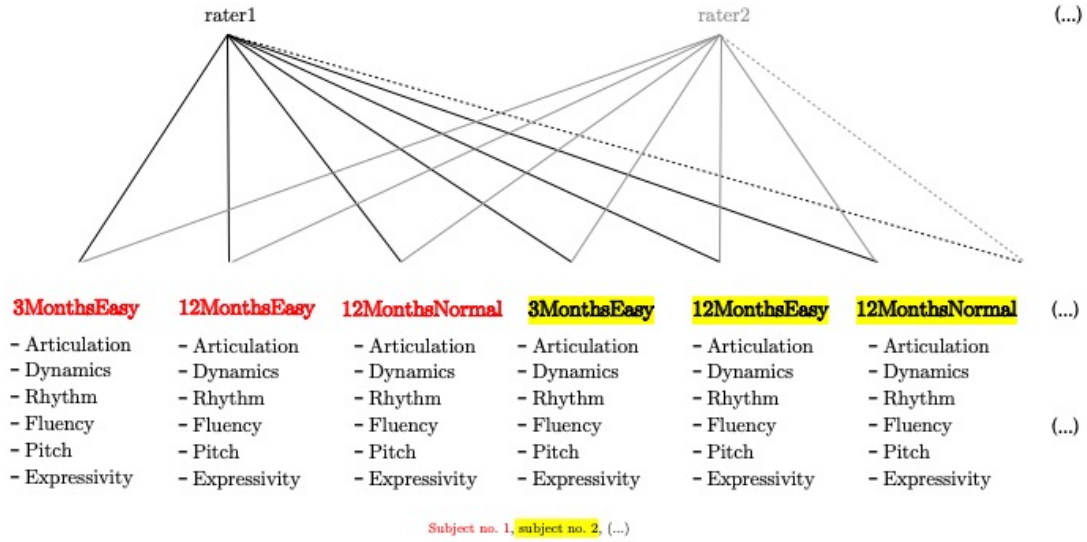 rater1 rater2 (...)
3MonthsEasy 12MonthsEasy 12MonthsNormal 3MonthsEasy 12MonthsEasy 12MonthsNormal (...)
- Articulation - Articulation - Articulation - Articulation - Articulation - Articulation
- Dynamics - Dynamics - Dynamics - Dynamics - Dynamics - Dynamics
- Rhythm - Rhythm - Rhythm - Rhythm - Rhythm - Rhythm
- Fluency - Fluency - Fluency - Fluency - Fluency - Fluency (...)
- Pitch - Pitch - Pitch - Pitch - Pitch - Pitch
- Expressivity - Expressivity - Expressivity - Expressivity - Expressivity - Expressivity
Subject no. 1, subject no. 2, (...)